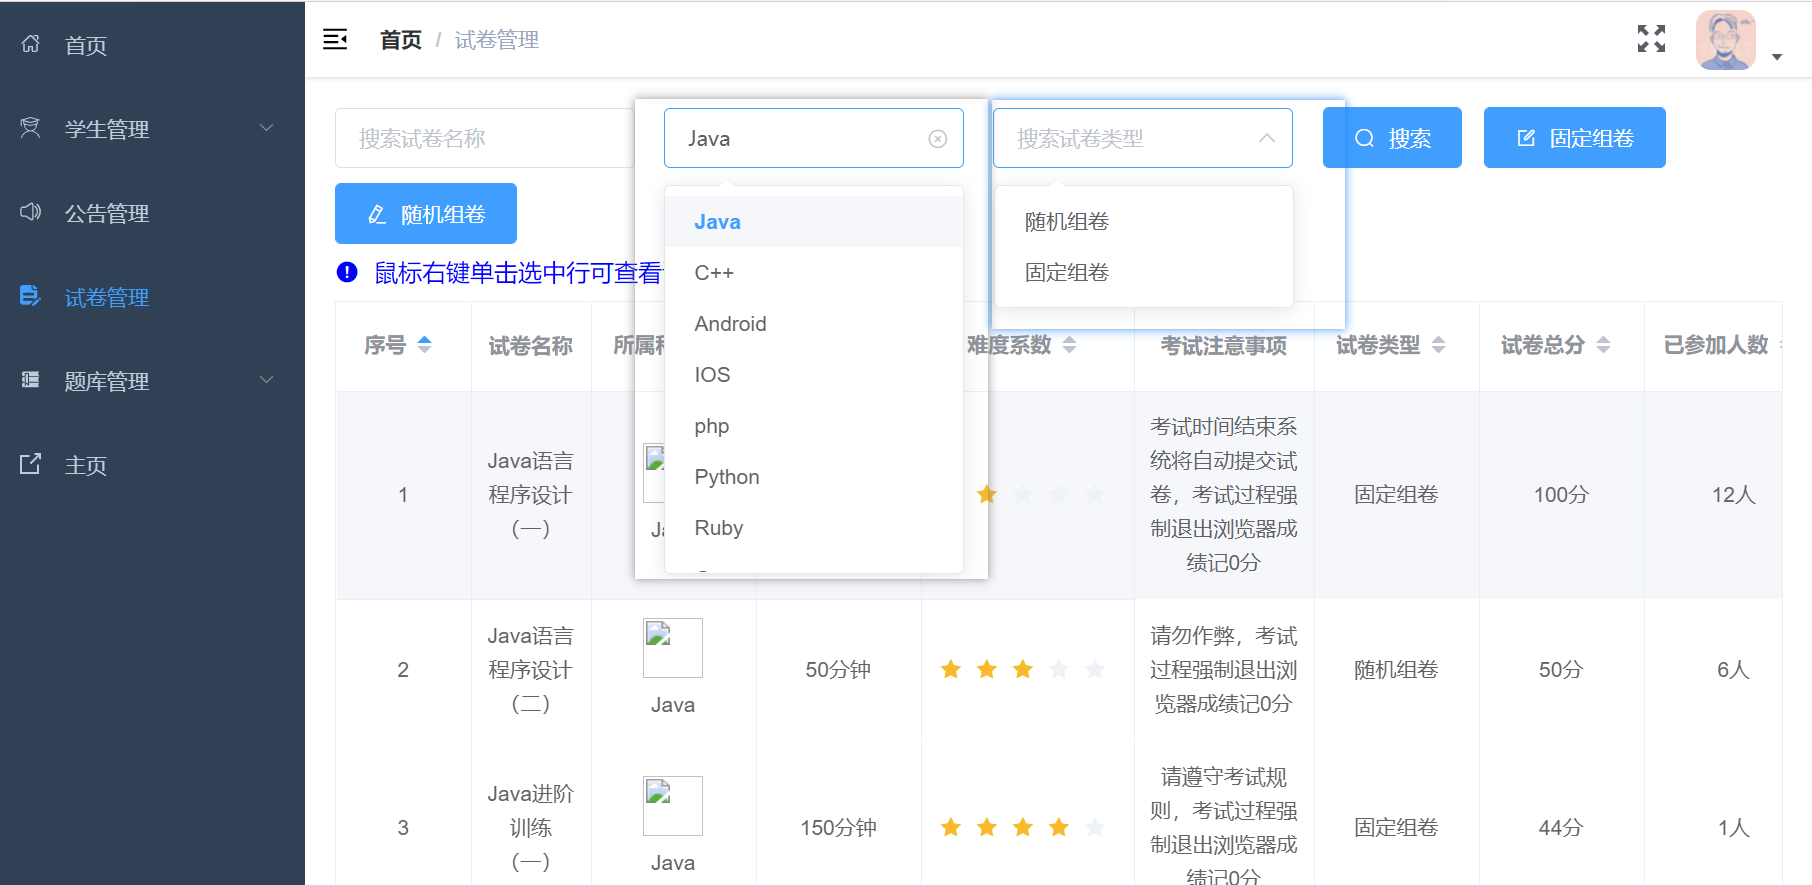 首页
学生管理
公告管理
试卷管理
题库管理
主页
首页 / 试卷管理
搜索试卷名称
Java
搜索试卷类型
搜索
固定组卷
随机组卷
鼠标右键单击选中行可查看
Java
C++
Android
IOS
php
Python
Ruby
随机组卷
固定组卷
序号
试卷名称
所属
难度系数
考试注意事项
试卷类型
试卷总分
已参加人数
1
Java语言
程序设计
（一）
Ja
考试时间结束系
统将自动提交试
卷，考试过程强
制退出浏览器成
绩记0分
固定组卷
100分
12人
2
Java语言
程序设计
（二）
Java
50分钟
请勿作弊，考试
过程强制退出浏
览器成绩记0分
随机组卷
50分
6人
3
Java进阶
训练
（一）
Java
150分钟
请遵守考试规
则，考试过程强
制退出浏览器成
绩记0分
固定组卷
44分
1人